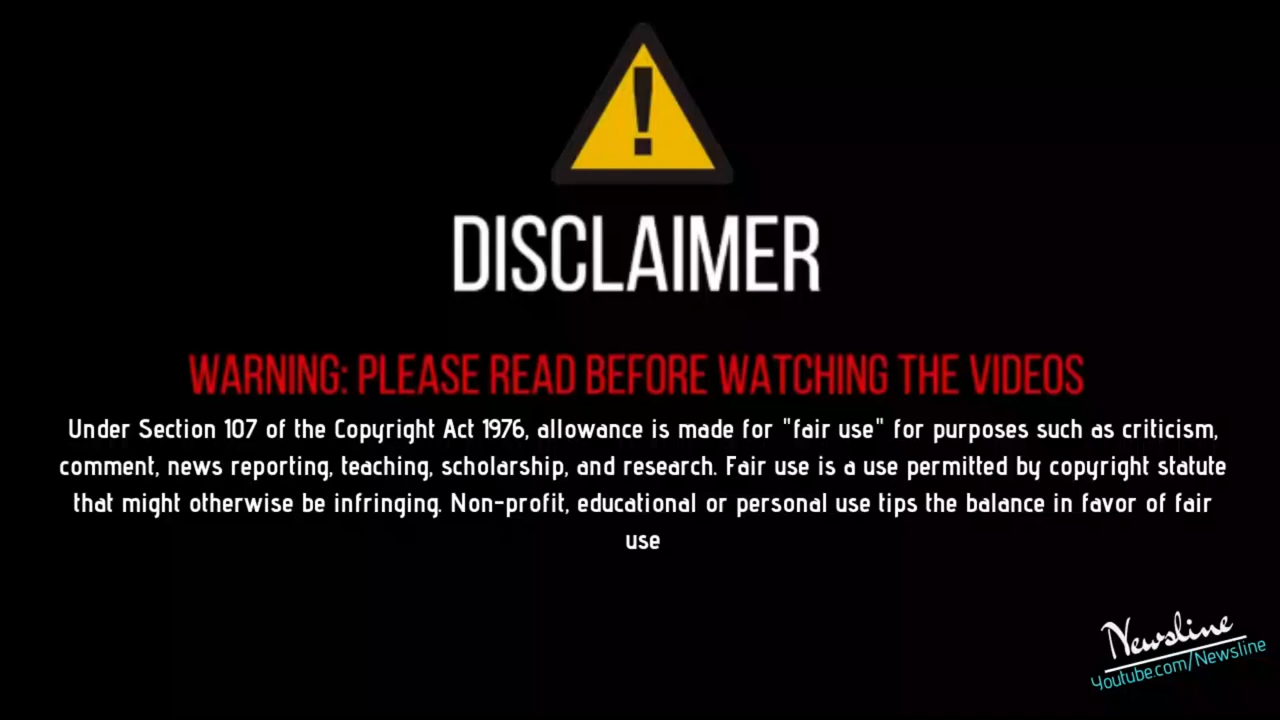 !
DISCLAIMER
WARNING: PLEASE READ BEFORE WATCHING THE VIDEOS
Under Section 107 of the Copyright Act 1976, allowance is made for "fair use" for purposes such as criticism,
comment, news reporting, teaching, scholarship, and research. Fair use is a use permitted by copyright statute
that might otherwise be infringing. Non-profit, educational or personal use tips the balance in favor of fair
use
Newsline
Youtube.com/Newsline